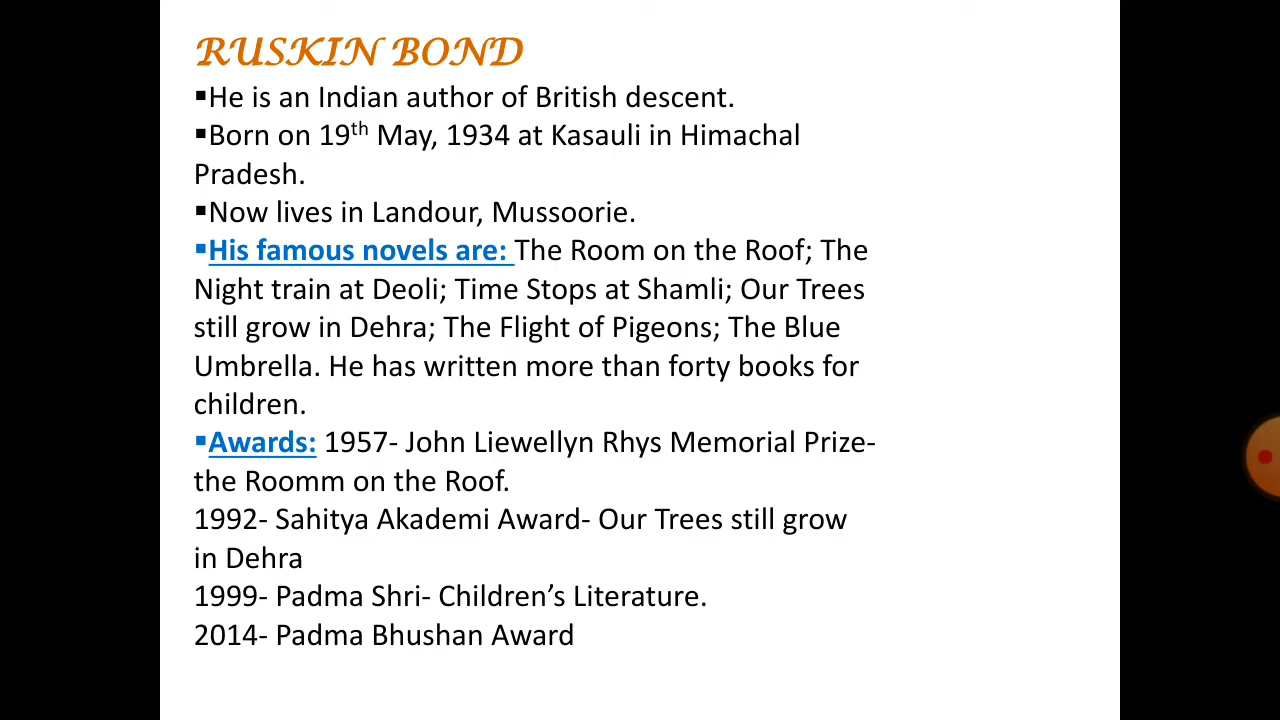 RUSKIN BOND
▪He is an Indian author of British descent.
▪Born on 19th May, 1934 at Kasauli in Himachal
Pradesh.
▪Now lives in Landour, Mussoorie.
▪His famous novels are: The Room on the Roof; The
Night train at Deoli; Time Stops at Shamli; Our Trees
still grow in Dehra; The Flight of Pigeons; The Blue
Umbrella. He has written more than forty books for
children.
▪Awards: 1957- John Liewellyn Rhys Memorial Prize-
the Roomm on the Roof.
1992- Sahitya Akademi Award- Our Trees still grow
in Dehra
1999- Padma Shri- Children’s Literature.
2014- Padma Bhushan Award